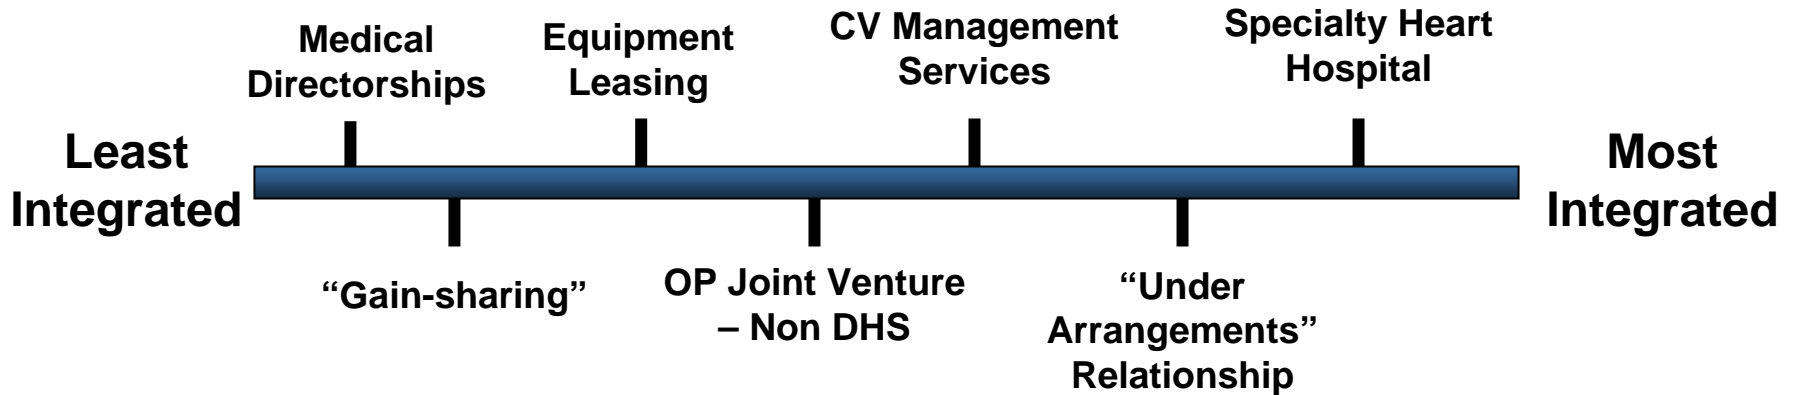 Least
Integrated
Medical
Directorships
“Gain-sharing”
Equipment
Leasing
OP Joint Venture
– Non DHS
CV Management
Services
“Under
Arrangements”
Relationship
Specialty Heart
Hospital
Most
Integrated